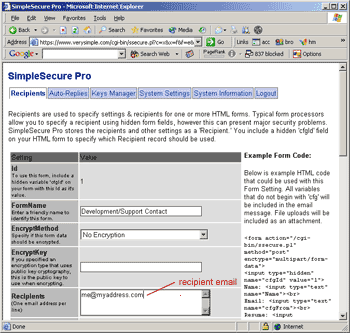 SimpleSecure Pro - Microsoft Internet Explorer
File Edit View Favorites Tools Help
Back Search Favorites Media
Address https://www.verysimple.com/cgi-bin/ssecure.pl? Go Links acc bro hm
Google Search Web PageRank 837 blocked Options
SimpleSecure Pro
Recipients Auto-Replies Keys Manager System Settings System Information Logout
Recipients are used to specify settings & recipients for one or more HTML forms. Typical form processors
allow you to specify a recipient using hidden form fields, however this can present major security problems.
SimpleSecure Pro stores the recipients and other settings as a 'Recipient.' You include a hidden 'cfgId' field
on your HTML form to specify which Recipient record should be used.
Setting Value
Id
To use this form, include a
hidden variable 'cfgId' on
your form with this Id as it's
value.
1
FormName
Enter a friendly name to
identify this form.
Development/Support Contact
EncryptMethod
Specify if this form data
should be encrypted.
No Encryption
EncryptKey
If you specified an
encryption type that uses
public key cryptography,
this is the public key to
use when encrypting.
Recipients
(One email address per
line)
me@myaddress.com
recipient email
Example Form Code:
Below is example HTML code
that could be used with this
Form Setting. All variables
that do not begin with 'cfg' will
be included in the email
message. File uploads will be
included as an attachment.
<form action="/cgi-
bin/ssecure.pl"
method="post"
enctype="multipart/form-
data">
<input type="hidden"
name="cfgId" value="1">
Name: <input type="text"
name="Name"><br>
Email: <input type="text"
name="cfgFrom"><br>
Resume: <input
Done Internet